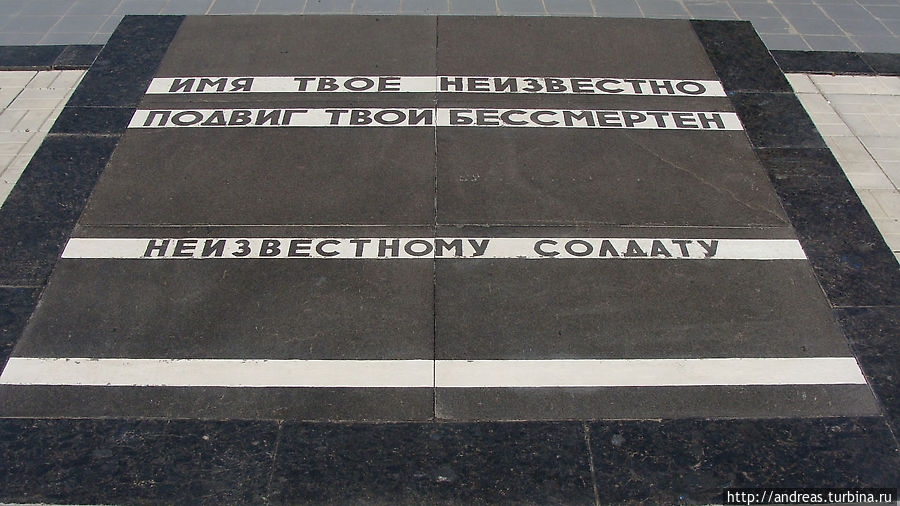 ИМЯ ТВОЕ НЕИЗВЕСТНО
ПОДВИГ ТВОЙ БЕССМЕРТЕН
НЕИЗВЕСТНОМУ СОЛДАТУ
http://andreas.turbina.ru